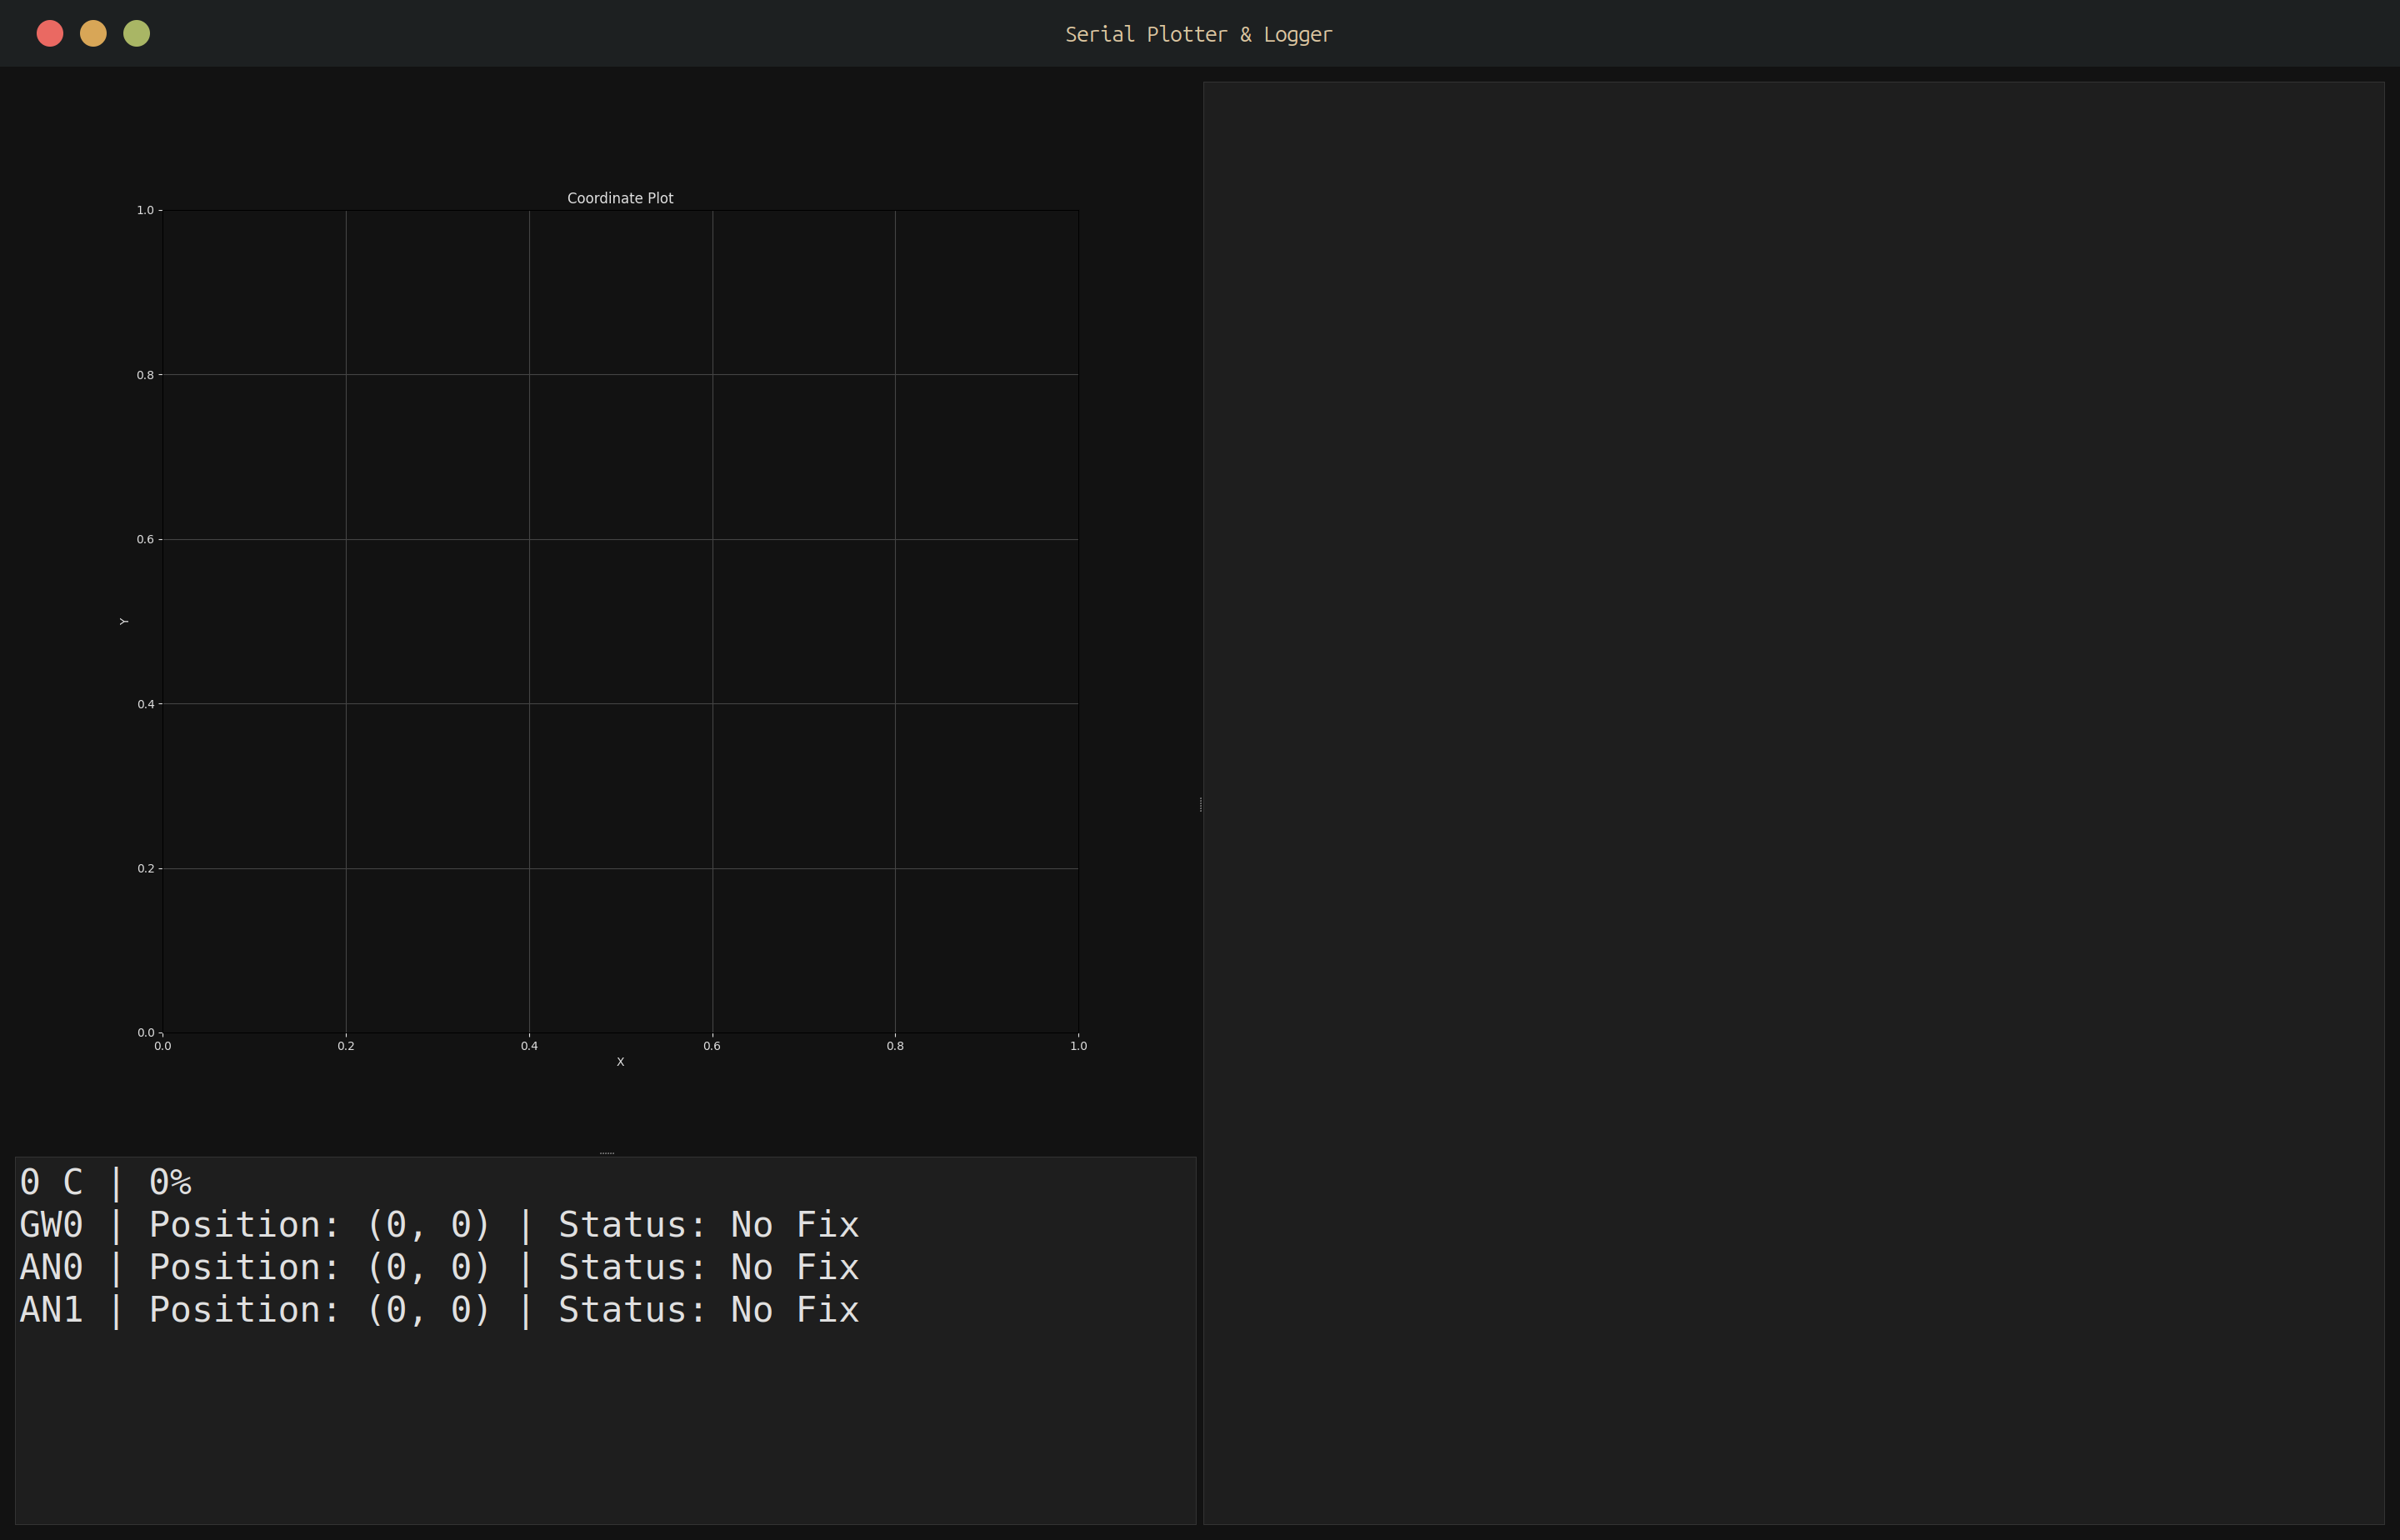 Serial Plotter & Logger
Coordinate Plot
1.0
0.8
0.6
Y
0.4
0.2
0.0
0.0 0.2 0.4 0.6 0.8 1.0
X
0 C | 0%
GW0 | Position: (0, 0) | Status: No Fix
AN0 | Position: (0, 0) | Status: No Fix
AN1 | Position: (0, 0) | Status: No Fix